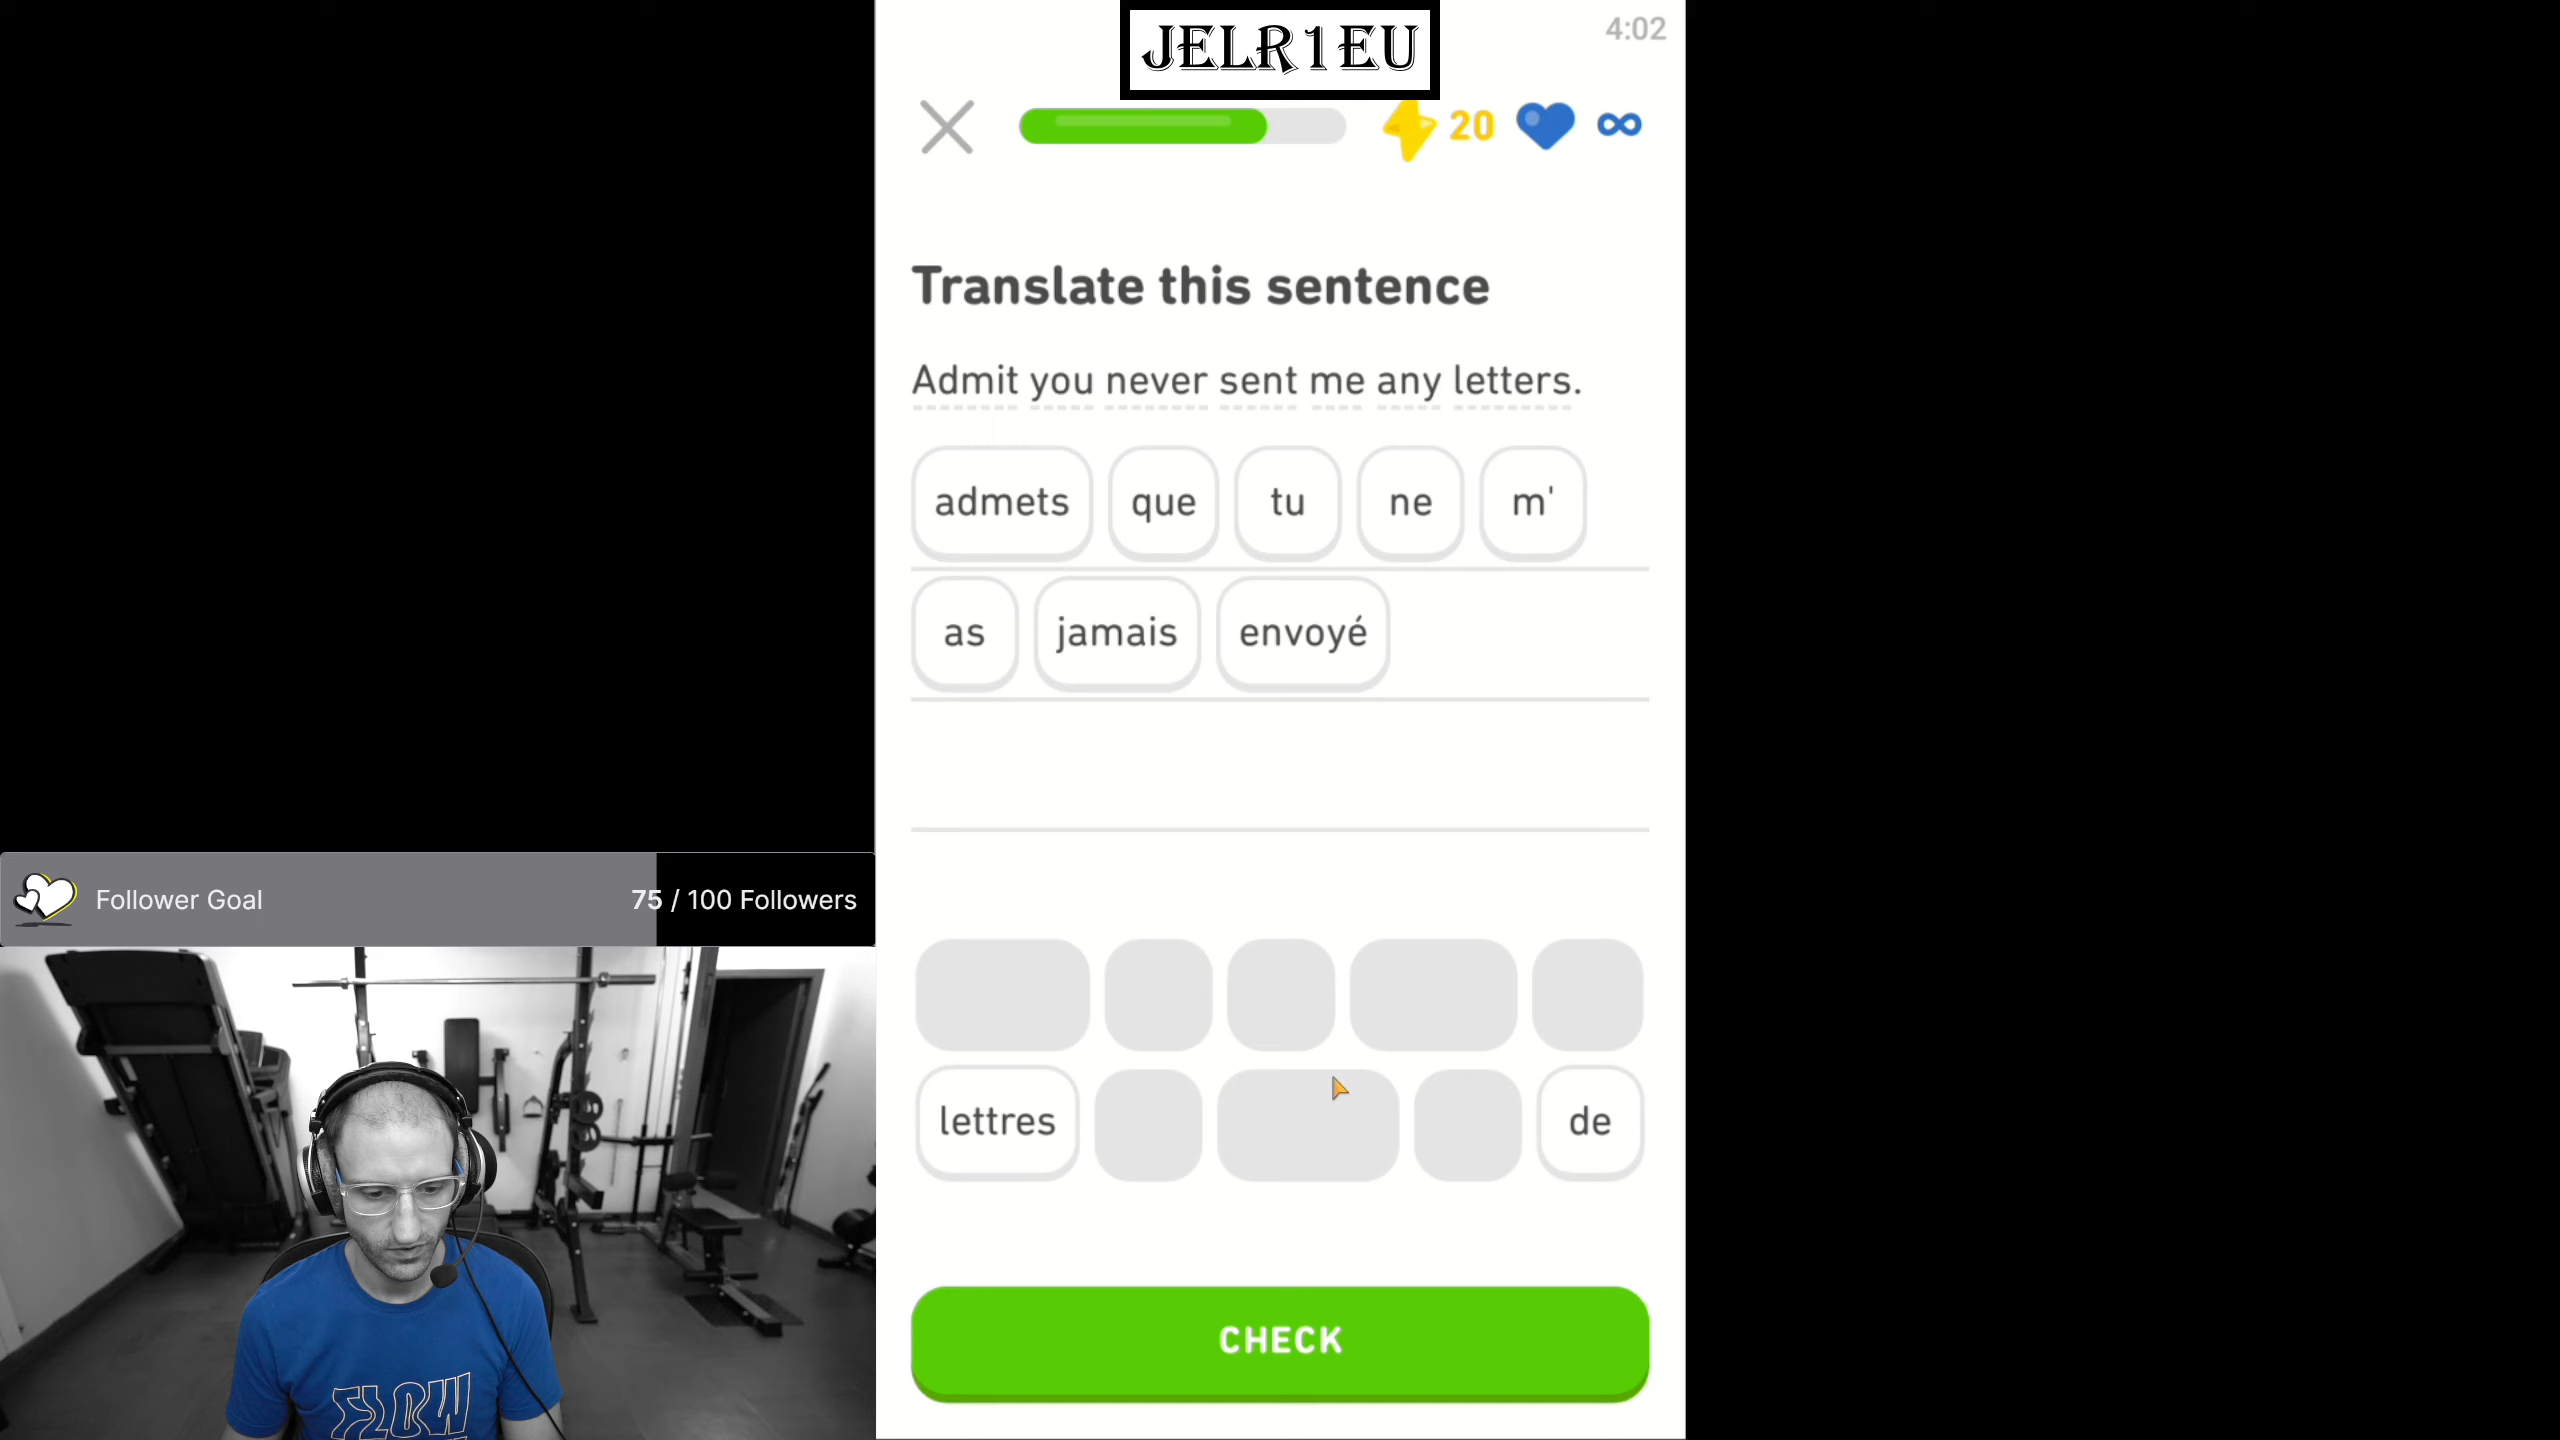 JELR1EU
4:02
20 ∞
Translate this sentence
Admit you never sent me any letters.
admets que tu ne m'
as jamais envoyé
Follower Goal 75 / 100 Followers
lettres de
CHECK
FLOW